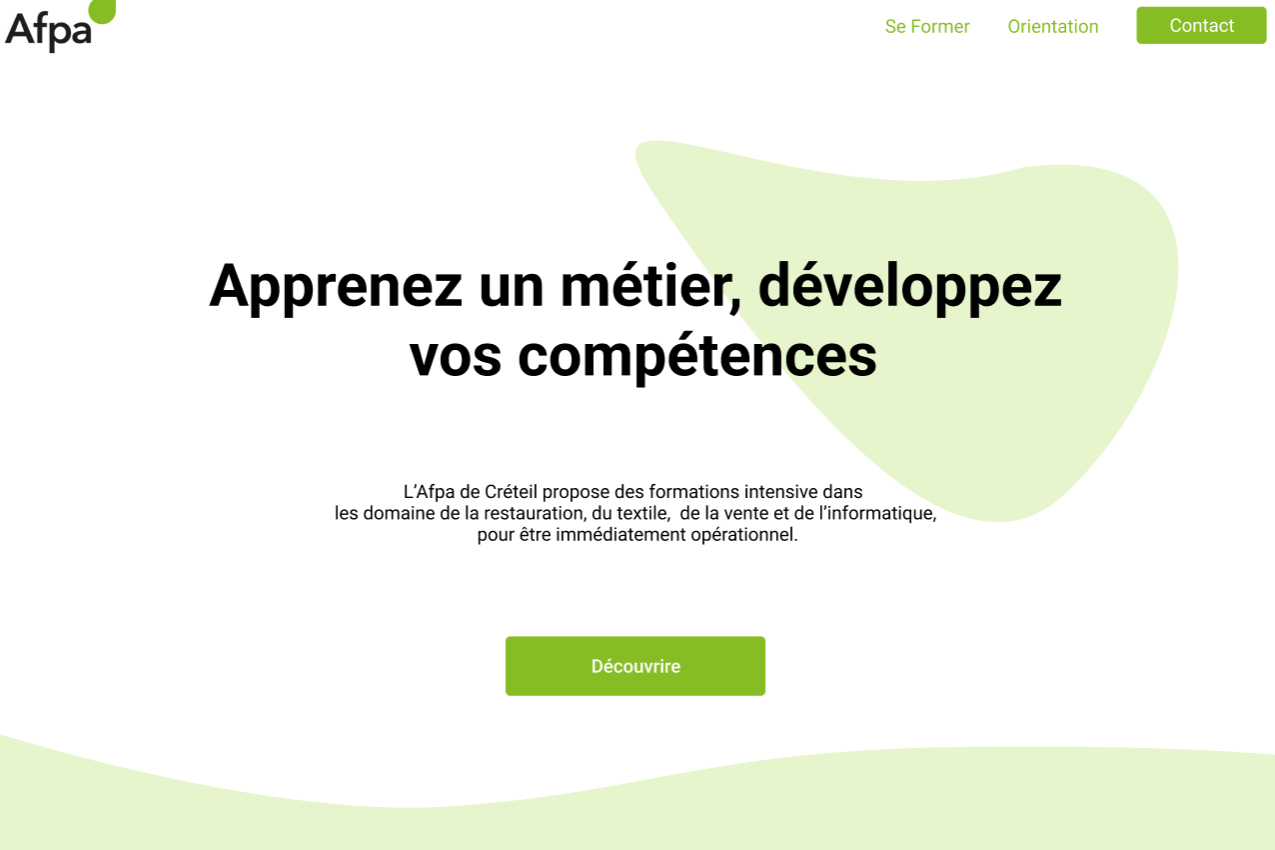 Afpa
Se Former
Orientation
Contact
Apprenez un métier, développez
vos compétences
L’Afpa de Créteil propose des formations intensive dans
les domaine de la restauration, du textile,  de la vente et de l’informatique,
pour être immédiatement opérationnel.
Découvrire